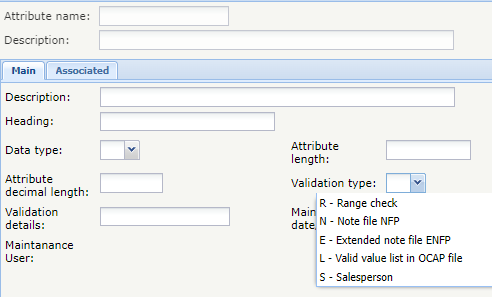 Attribute name:
Description:
Main Associated
Description:
Heading:
Data type:
Attribute
length:
Attribute
decimal length:
Validation type:
Validation
details:
Main
date
Maintanance
User:
R - Range check
N - Note file NFP
E - Extended note file ENFP
L - Valid value list in OCAP file
S - Salesperson